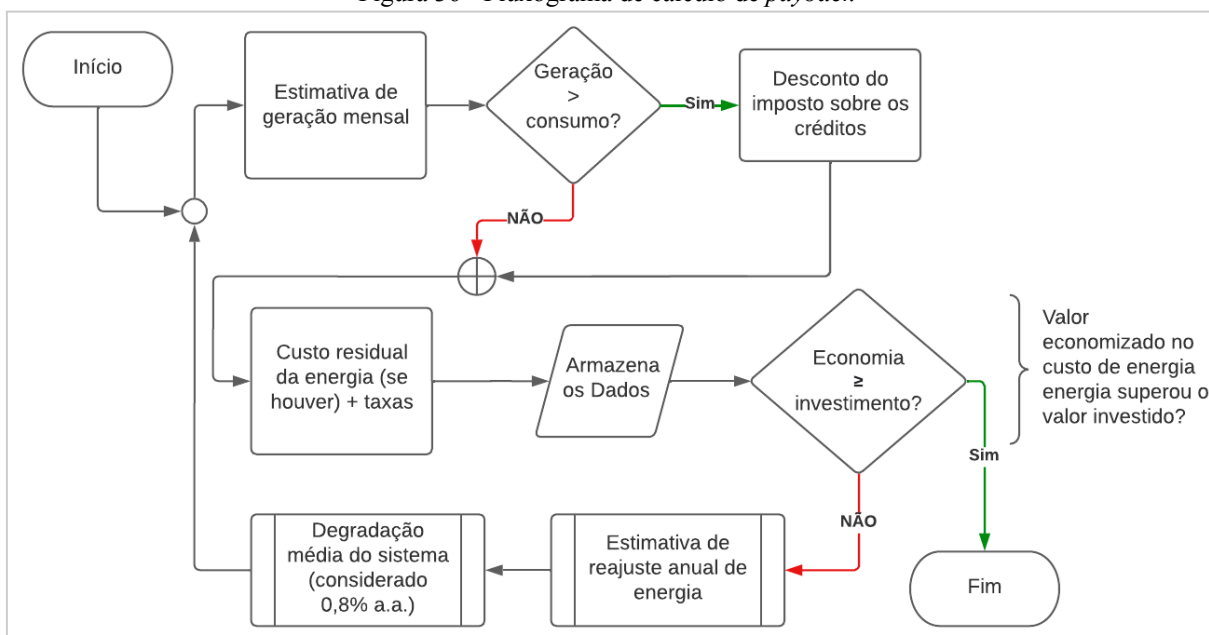 Início
Estimativa de
geração mensal
Geração
>
consumo?
Sim
Desconto do
imposto sobre os
créditos
NÃO
Custo residual
da energia (se
houver) + taxas
Armazena
os Dados
Economia
≥
investimento?
Valor
economizado no
custo de energia
energia superou o
valor investido?
Sim
NÃO
Degradação
média do sistema
(considerado
0,8% a.a.)
Estimativa de
reajuste anual de
energia
Fim